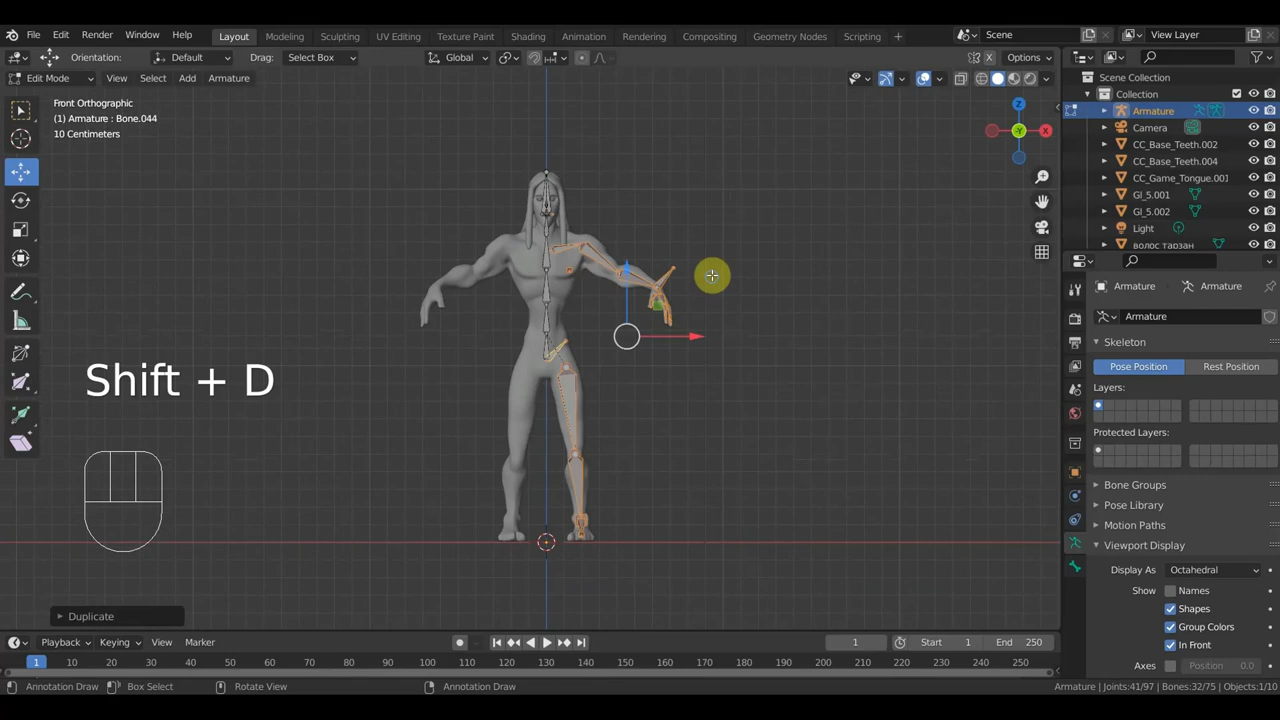 File Edit Render Window Help Layout Modeling Sculpting UV Editing Texture Paint Shading Animation Rendering Compositing Geometry Nodes Scripting + Scene View Layer
Orientation: Default Drag: Select Box Global X Options
Edit Mode View Select Add Armature
Front Orthographic
(1) Armature : Bone.044
10 Centimeters
Z
-Y
X
Shift + D
Duplicate
Scene Collection
Collection
Armature
Camera
CC_Base_Teeth.002
CC_Base_Teeth.004
CC_Game_Tongue.001
Gl_5.001
Gl_5.002
Light
волос тарзан
Armature Armature
Armature
Skeleton
Pose Position Rest Position
Layers:
Protected Layers:
Bone Groups
Pose Library
Motion Paths
Viewport Display
Display As Octahedral
Show Names
Shapes
Group Colors
In Front
Axes Position 0.0
Playback Keying View Marker 1 Start 1 End 250
1 10 20 30 40 50 60 70 80 90 100 110 120 130 140 150 160 170 180 190 200 210 220 230 240 250
Annotation Draw Box Select Rotate View Annotation Draw Armature | Joints:41/97 | Bones:32/75 | Objects:1/10